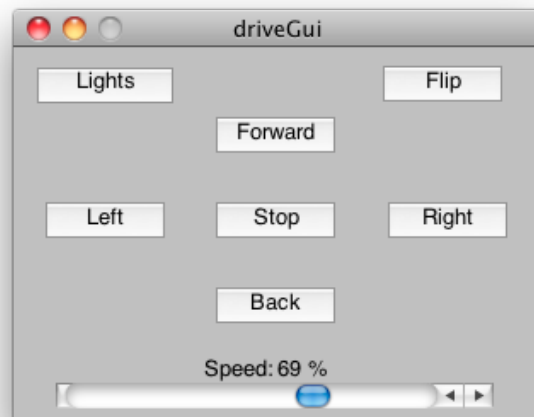 driveGui
Lights
Flip
Forward
Left
Stop
Right
Back
Speed: 69 %